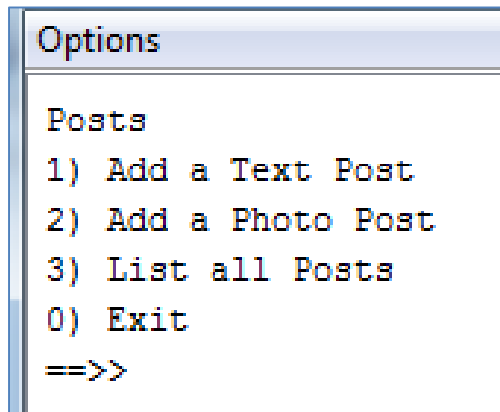 Options
Posts
1) Add a Text Post
2) Add a Photo Post
3) List all Posts
0) Exit
==>>